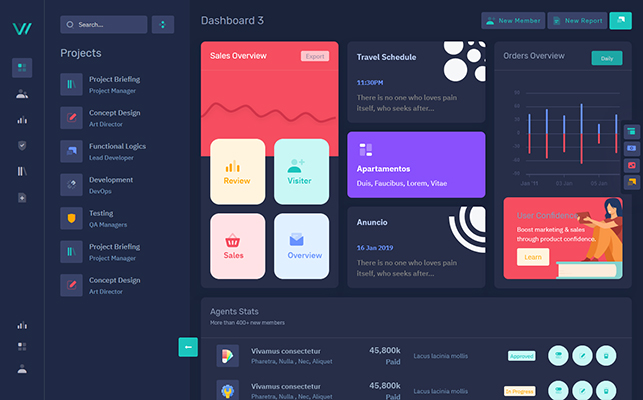 Search...
Projects
Project Briefing
Project Manager
Concept Design
Art Director
Functional Logics
Lead Developer
Development
DevOps
Testing
QA Managers
Project Briefing
Project Manager
Concept Design
Art Director
Dashboard 3
New Member
New Report
Sales Overview
Export
Review
Visiter
Sales
Overview
Travel Schedule
11:30PM
There is no one who loves pain
itself, who seeks after...
Apartamentos
Duis, Faucibus, Lorem, Vitae
Anuncio
16 Jan 2019
There is no one who loves pain
itself, who seeks after...
Orders Overview
Daily
02 Jan
User Confidence
Boost marketing & sales
through product confidence.
Learn
Agents Stats
More than 400+ new members
Vivamus consectetur
Pharetra, Nulla , Nec, Aliquet
45,800k
Paid
Lacus lacinia mollis
Approved
Vivamus consectetur
Pharetra, Nulla , Nec, Aliquet
45,800k
Paid
Lacus lacinia mollis
In Progress